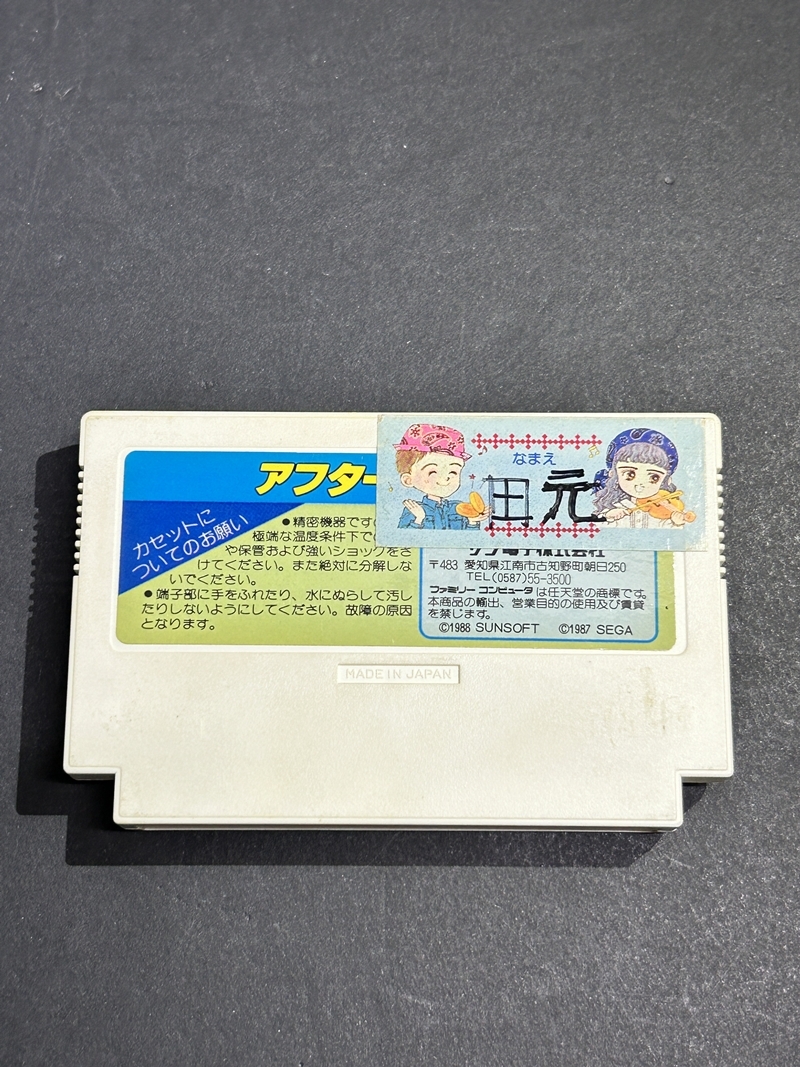 アフター
カセットに
ついてのお願い
●精密機器です
極端な温度条件下での
や保管および強いショックをさ
けてください。また絶対に分解しな
いでください。
●端子部に手をふれたり、水にぬらして汚し
たりしないようにしてください。故障の原因
となります。
なまえ
田元
サン電子株式会社
〒483 愛知県江南市古知野町朝日250
TEL(0587)55-3500
ファミリーコンピュータは任天堂の商標です。
本商品の輸出、営業目的の使用及び賃貸
を禁じます。
©1988 SUNSOFT ©1987 SEGA
MADE IN JAPAN